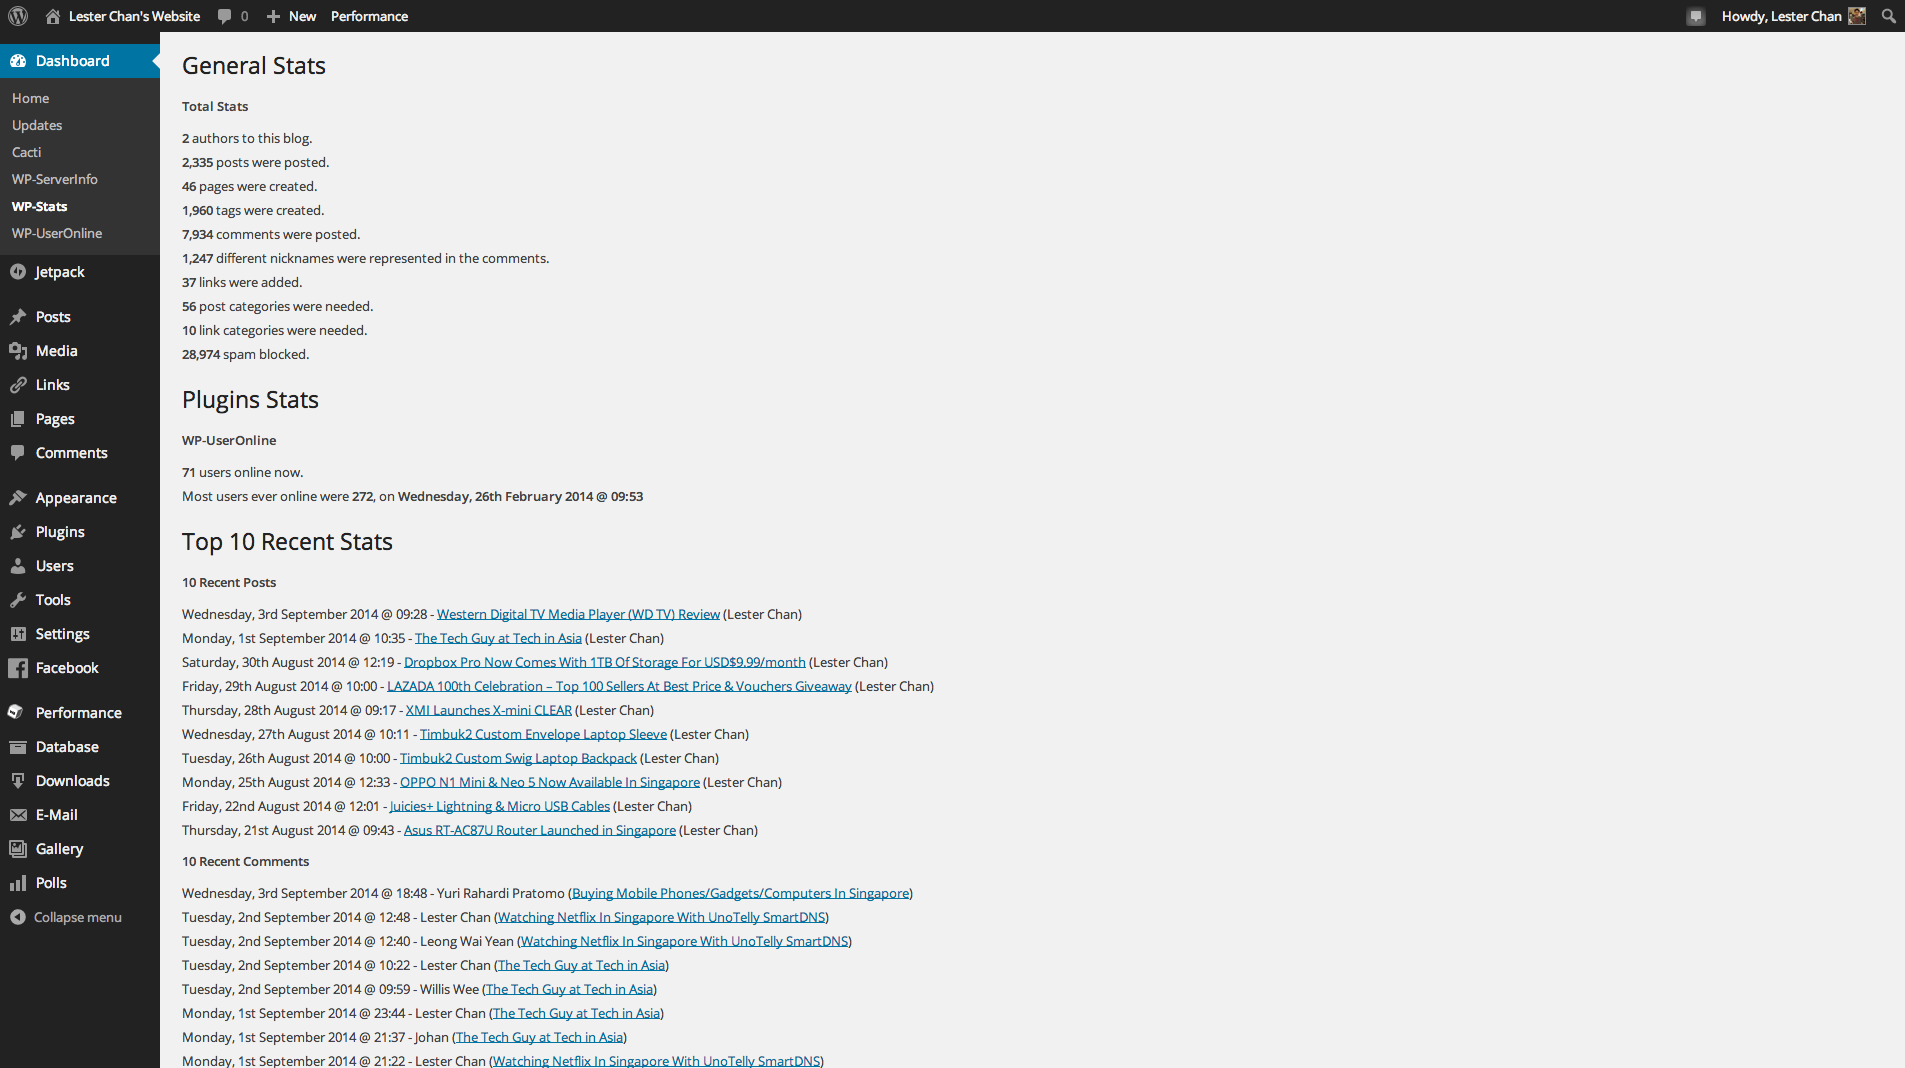 Lester Chan's Website 0 New Performance Howdy, Lester Chan
Dashboard
Home
Updates
Cacti
WP-ServerInfo
WP-Stats
WP-UserOnline
Jetpack
Posts
Media
Links
Pages
Comments
Appearance
Plugins
Users
Tools
Settings
Facebook
Performance
Database
Downloads
E-Mail
Gallery
Polls
Collapse menu
General Stats
Total Stats
2 authors to this blog.
2,335 posts were posted.
46 pages were created.
1,960 tags were created.
7,934 comments were posted.
1,247 different nicknames were represented in the comments.
37 links were added.
56 post categories were needed.
10 link categories were needed.
28,974 spam blocked.
Plugins Stats
WP-UserOnline
71 users online now.
Most users ever online were 272, on Wednesday, 26th February 2014 @ 09:53
Top 10 Recent Stats
10 Recent Posts
Wednesday, 3rd September 2014 @ 09:28 - Western Digital TV Media Player (WD TV) Review (Lester Chan)
Monday, 1st September 2014 @ 10:35 - The Tech Guy at Tech in Asia (Lester Chan)
Saturday, 30th August 2014 @ 12:19 - Dropbox Pro Now Comes With 1TB Of Storage For USD$9.99/month (Lester Chan)
Friday, 29th August 2014 @ 10:00 - LAZADA 100th Celebration – Top 100 Sellers At Best Price & Vouchers Giveaway (Lester Chan)
Thursday, 28th August 2014 @ 09:17 - XMI Launches X-mini CLEAR (Lester Chan)
Wednesday, 27th August 2014 @ 10:11 - Timbuk2 Custom Envelope Laptop Sleeve (Lester Chan)
Tuesday, 26th August 2014 @ 10:00 - Timbuk2 Custom Swig Laptop Backpack (Lester Chan)
Monday, 25th August 2014 @ 12:33 - OPPO N1 Mini & Neo 5 Now Available In Singapore (Lester Chan)
Friday, 22nd August 2014 @ 12:01 - Juicies+ Lightning & Micro USB Cables (Lester Chan)
Thursday, 21st August 2014 @ 09:43 - Asus RT-AC87U Router Launched in Singapore (Lester Chan)
10 Recent Comments
Wednesday, 3rd September 2014 @ 18:48 - Yuri Rahardi Pratomo (Buying Mobile Phones/Gadgets/Computers In Singapore)
Tuesday, 2nd September 2014 @ 12:48 - Lester Chan (Watching Netflix In Singapore With UnoTelly SmartDNS)
Tuesday, 2nd September 2014 @ 12:40 - Leong Wai Yean (Watching Netflix In Singapore With UnoTelly SmartDNS)
Tuesday, 2nd September 2014 @ 10:22 - Lester Chan (The Tech Guy at Tech in Asia)
Tuesday, 2nd September 2014 @ 09:59 - Willis Wee (The Tech Guy at Tech in Asia)
Monday, 1st September 2014 @ 23:44 - Lester Chan (The Tech Guy at Tech in Asia)
Monday, 1st September 2014 @ 21:37 - Johan (The Tech Guy at Tech in Asia)
Monday, 1st September 2014 @ 21:22 - Lester Chan (Watching Netflix In Singapore With UnoTelly SmartDNS)